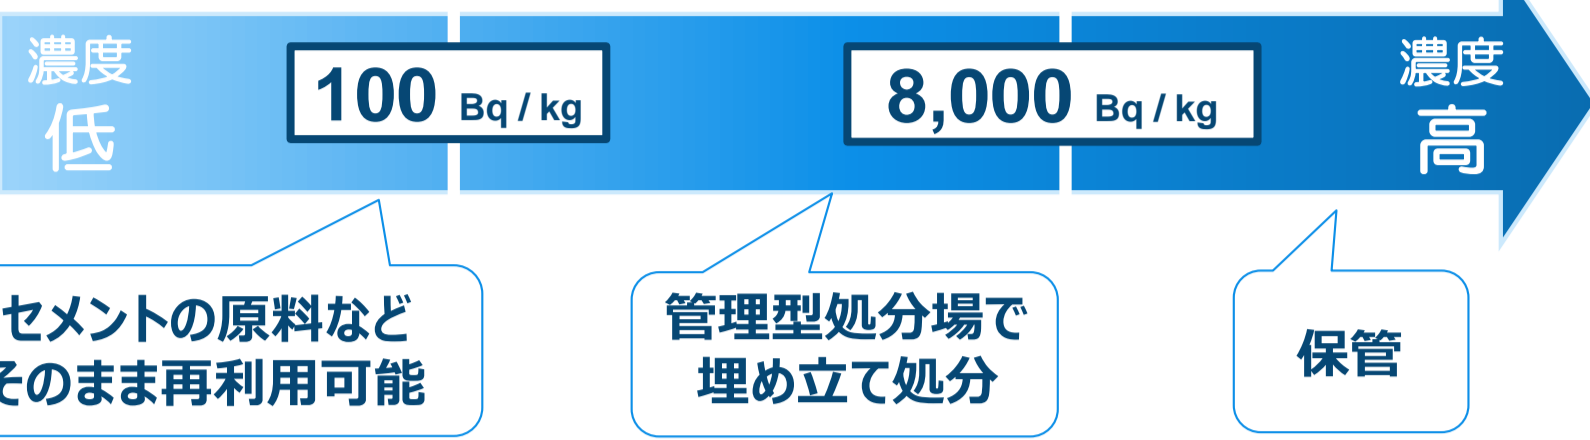 濃度
低
100 Bq / kg
8,000 Bq / kg
濃度
高
セメントの原料など
そのまま再利用可能
管理型処分場で
埋め立て処分
保管